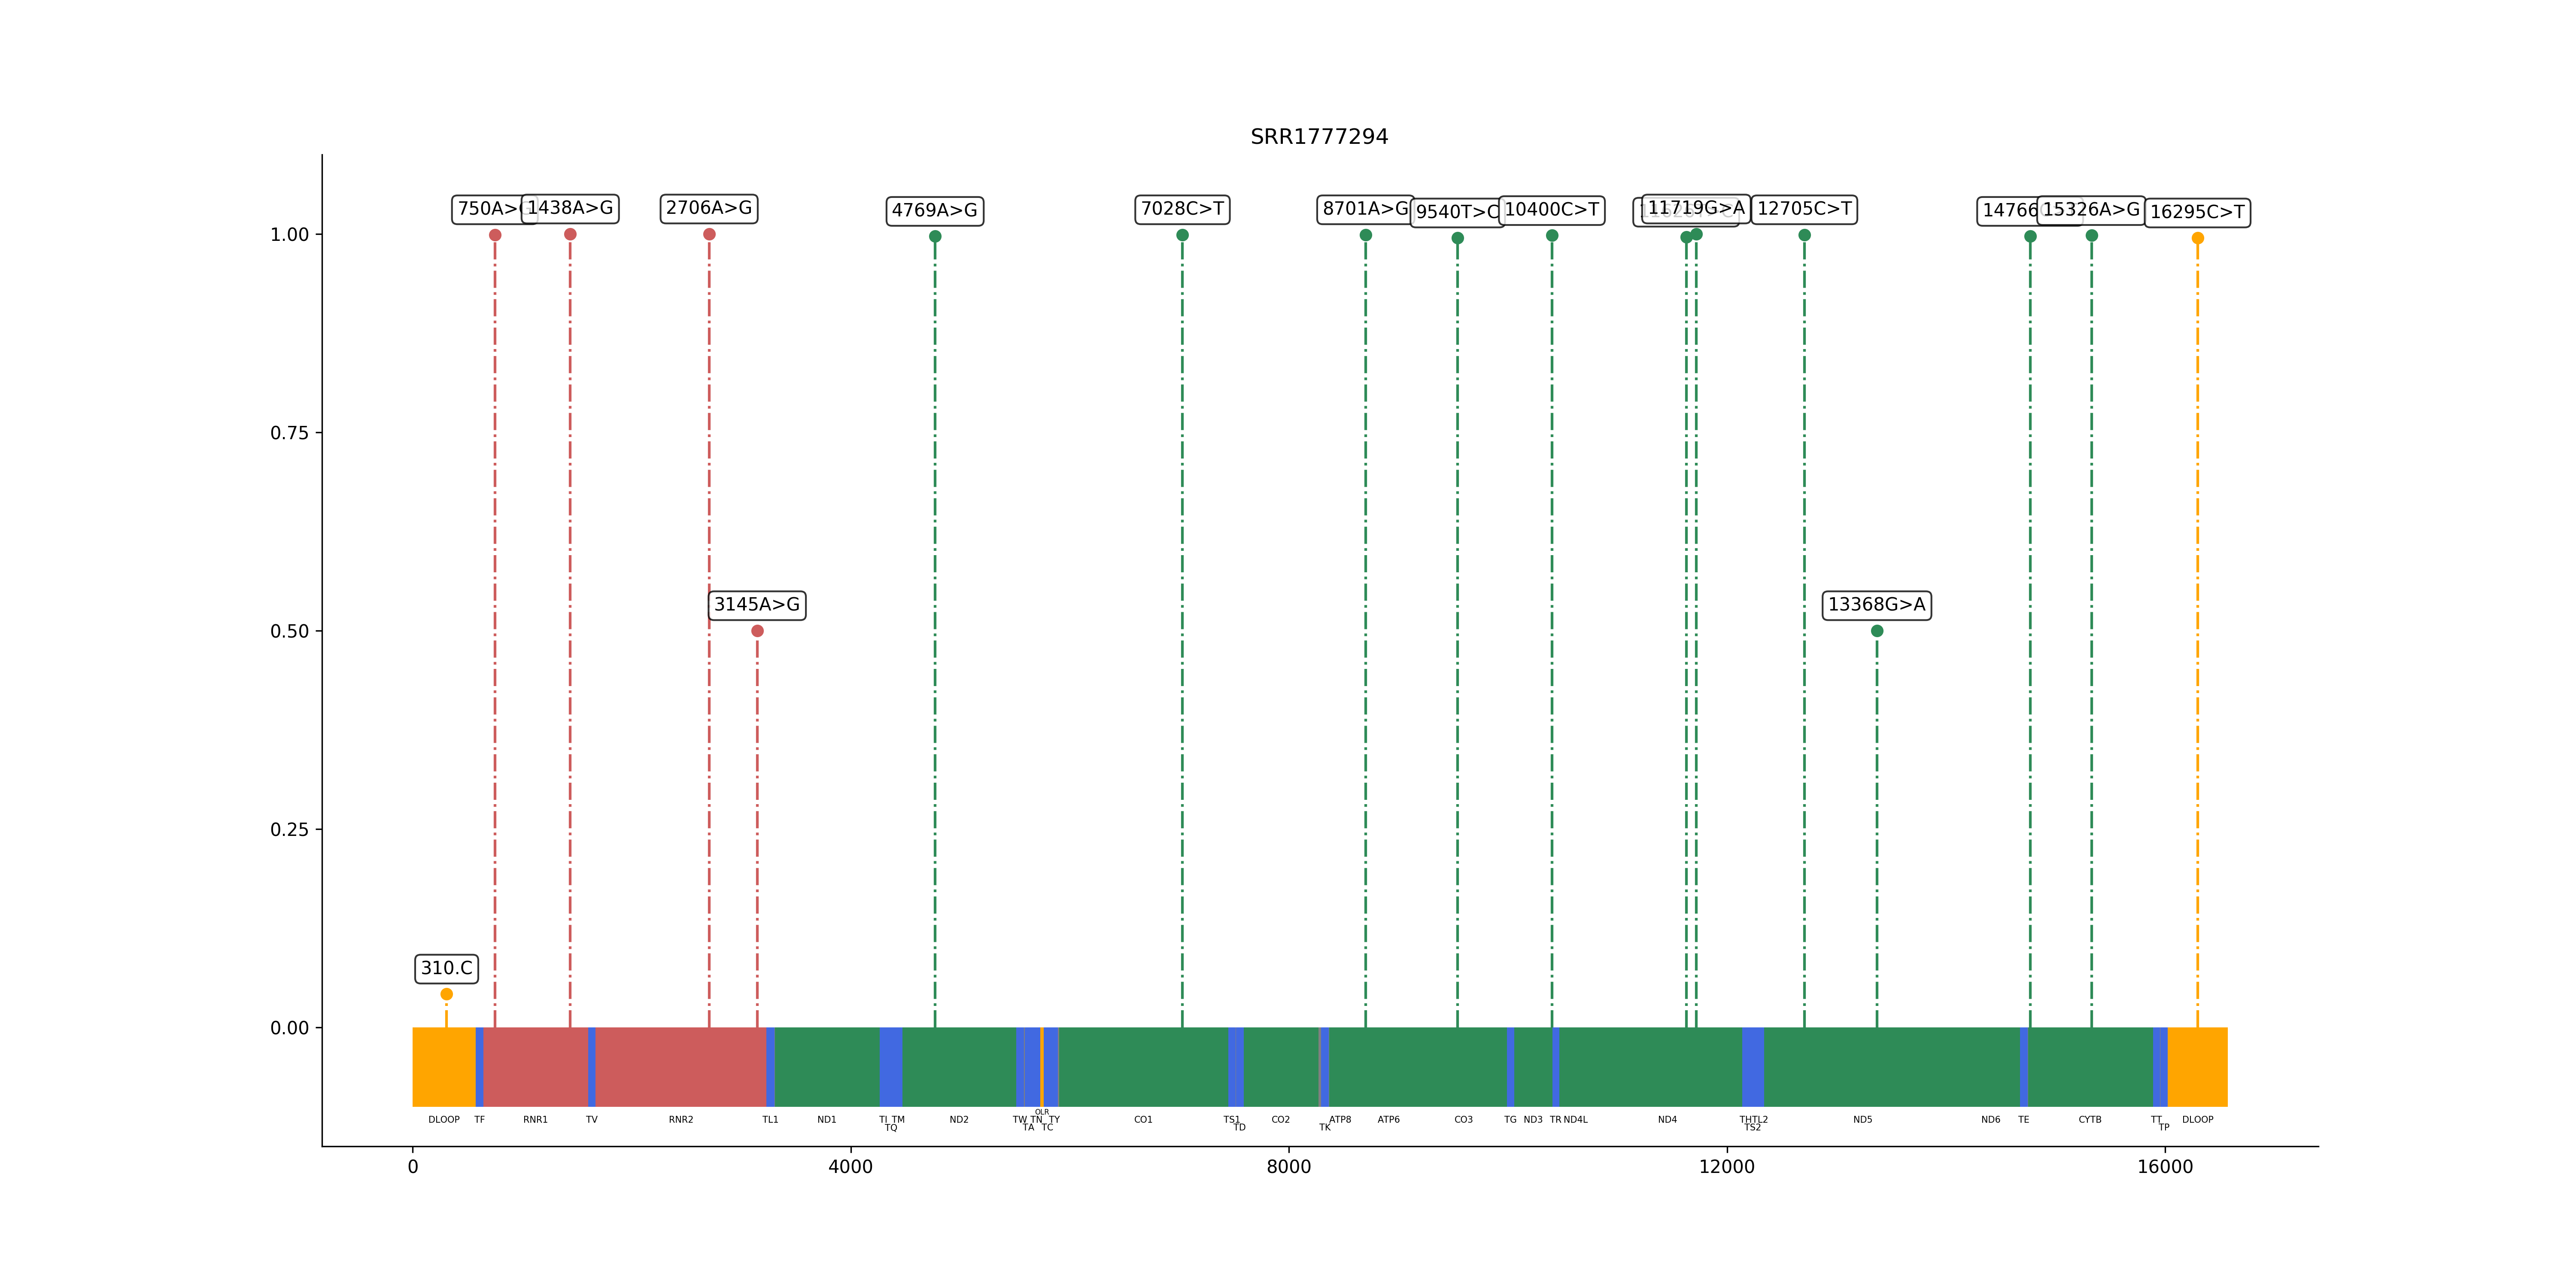 SRR1777294
750A>
1438A>G
2706A>G
4769A>G
7028C>T
8701A>G
9540T>C
10400C>T
11719G>A
12705C>T
14766
15326A>G
16295C>T
3145A>G
13368G>A
310.C
1.00
0.75
0.50
0.25
0.00
DLOOP TF RNR1 TV RNR2 TL1 ND1 TI TM ND2 TW TN TY CO1 TS1 CO2 ATP8 ATP6 CO3 TG ND3 TR ND4L ND4 TH TL2 ND5 ND6 TE CYTB TT DLOOP
OLR
TQ TA TC TD TK TS2 TP
0 4000 8000 12000 16000